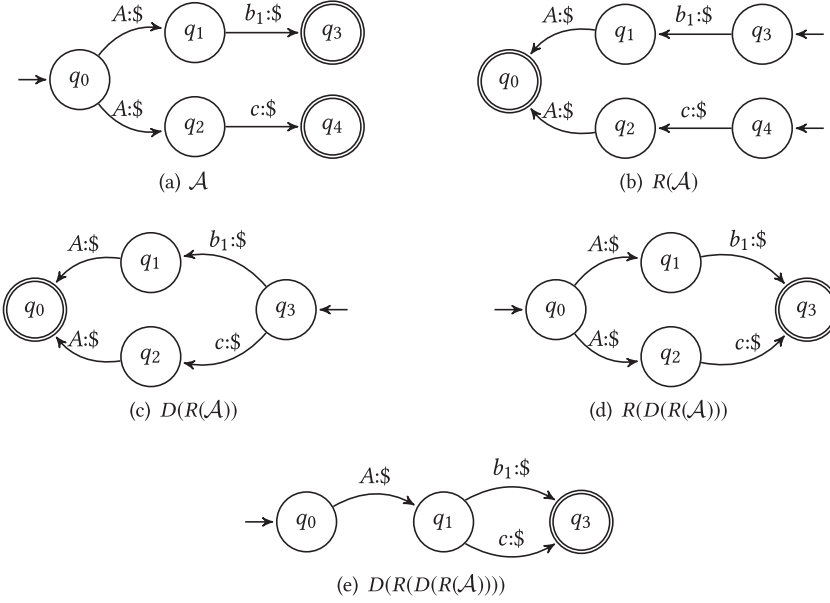 A:$ q₁ b₁:$ q₃
q₀
A:$ q₂ c:$ q₄
(a) 𝒜
A:$ q₁ b₁:$ q₃
q₀
A:$ q₂ c:$ q₄
(b) R(𝒜)
A:$ q₁ b₁:$
q₀ q₃
A:$ q₂ c:$
(c) D(R(𝒜))
A:$ q₁ b₁:$
q₀ q₃
A:$ q₂ c:$
(d) R(D(R(𝒜)))
A:$ b₁:$
q₀ q₁ q₃
c:$
(e) D(R(D(R(𝒜))))